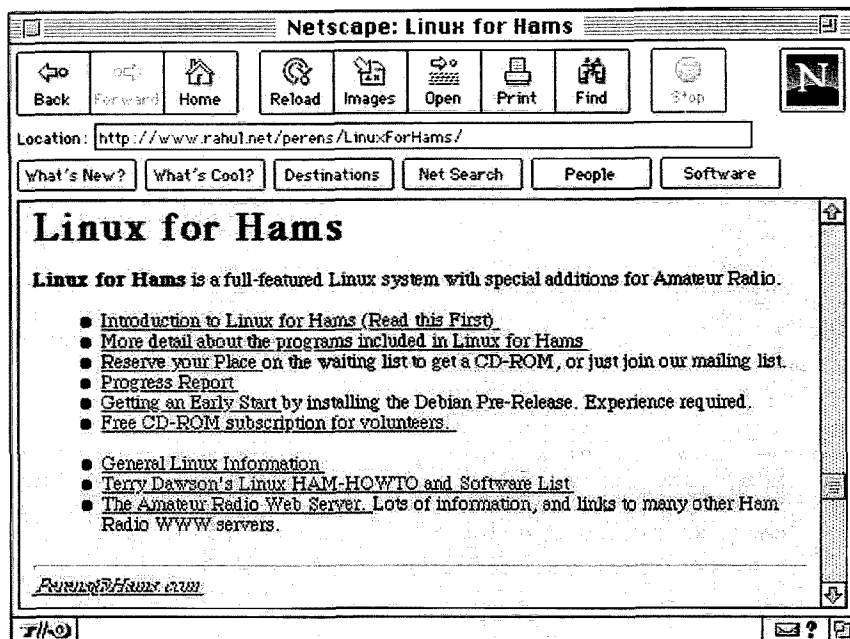 Netscape: Linux for Hams
Back Forward Home Reload Images Open Print Find Stop
N
Location: http://www.rahul.net/perens/LinuxForHams/
What's New? What's Cool? Destinations Net Search People Software
Linux for Hams
Linux for Hams is a full-featured Linux system with special additions for Amateur Radio.
Introduction to Linux for Hams (Read this First)
More detail about the programs included in Linux for Hams
Reserve your Place on the waiting list to get a CD-ROM, or just join our mailing list.
Progress Report
Getting an Early Start by installing the Debian Pre-Release. Experience required.
Free CD-ROM subscription for volunteers.
General Linux Information
Terry Dawson's Linux HAM-HOWTO and Software List
The Amateur Radio Web Server. Lots of information, and links to many other Ham
Radio WWW servers.
Perens@Hams.com
?